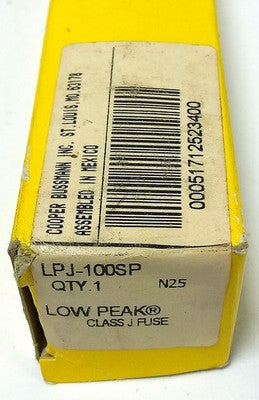 COOPER BUSSMANN INC. ST. LOUIS, MO. 63178
ASSEMBLED IN MEXICO
00051712523400
LPJ-100SP
QTY.1 N25
LOW PEAK®
CLASS J FUSE